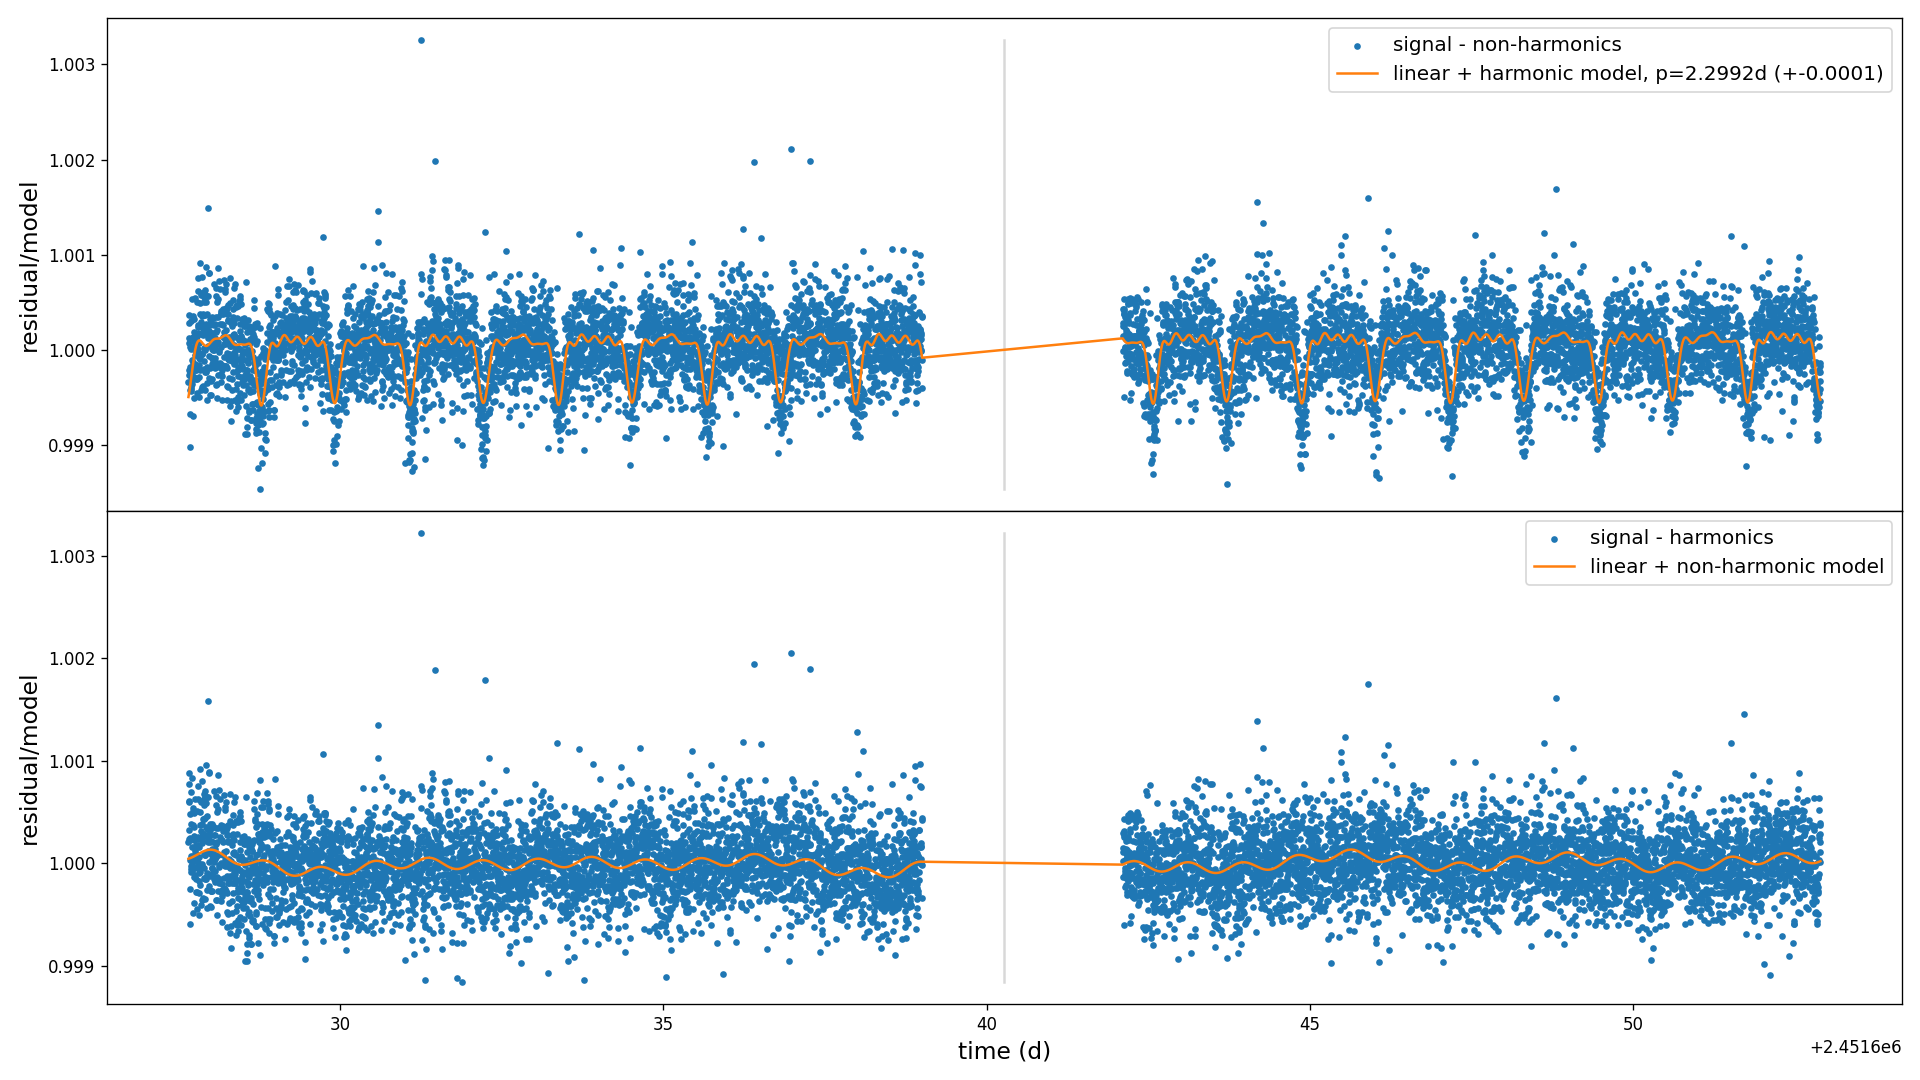 signal - non-harmonics
linear + harmonic model, p=2.2992d (+-0.0001)
residual/model
1.003
1.002
1.001
1.000
0.999
signal - harmonics
linear + non-harmonic model
residual/model
1.003
1.002
1.001
1.000
0.999
30 35 40 45 50
time (d)
+2.4516e6